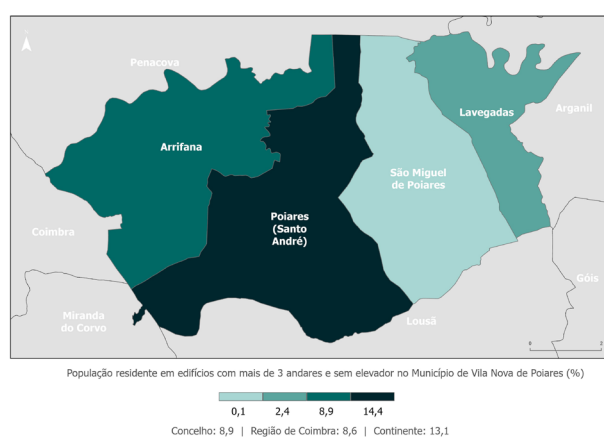 Penacova
Lavegadas
Arganil
Arrifana
São Miguel
de Poiares
Poiares
(Santo
André)
Coimbra
Góis
Miranda
do Corvo
Lousã
0 2
População residente em edifícios com mais de 3 andares e sem elevador no Município de Vila Nova de Poiares (%)
0,1 2,4 8,9 14,4
Concelho: 8,9 | Região de Coimbra: 8,6 | Continente: 13,1